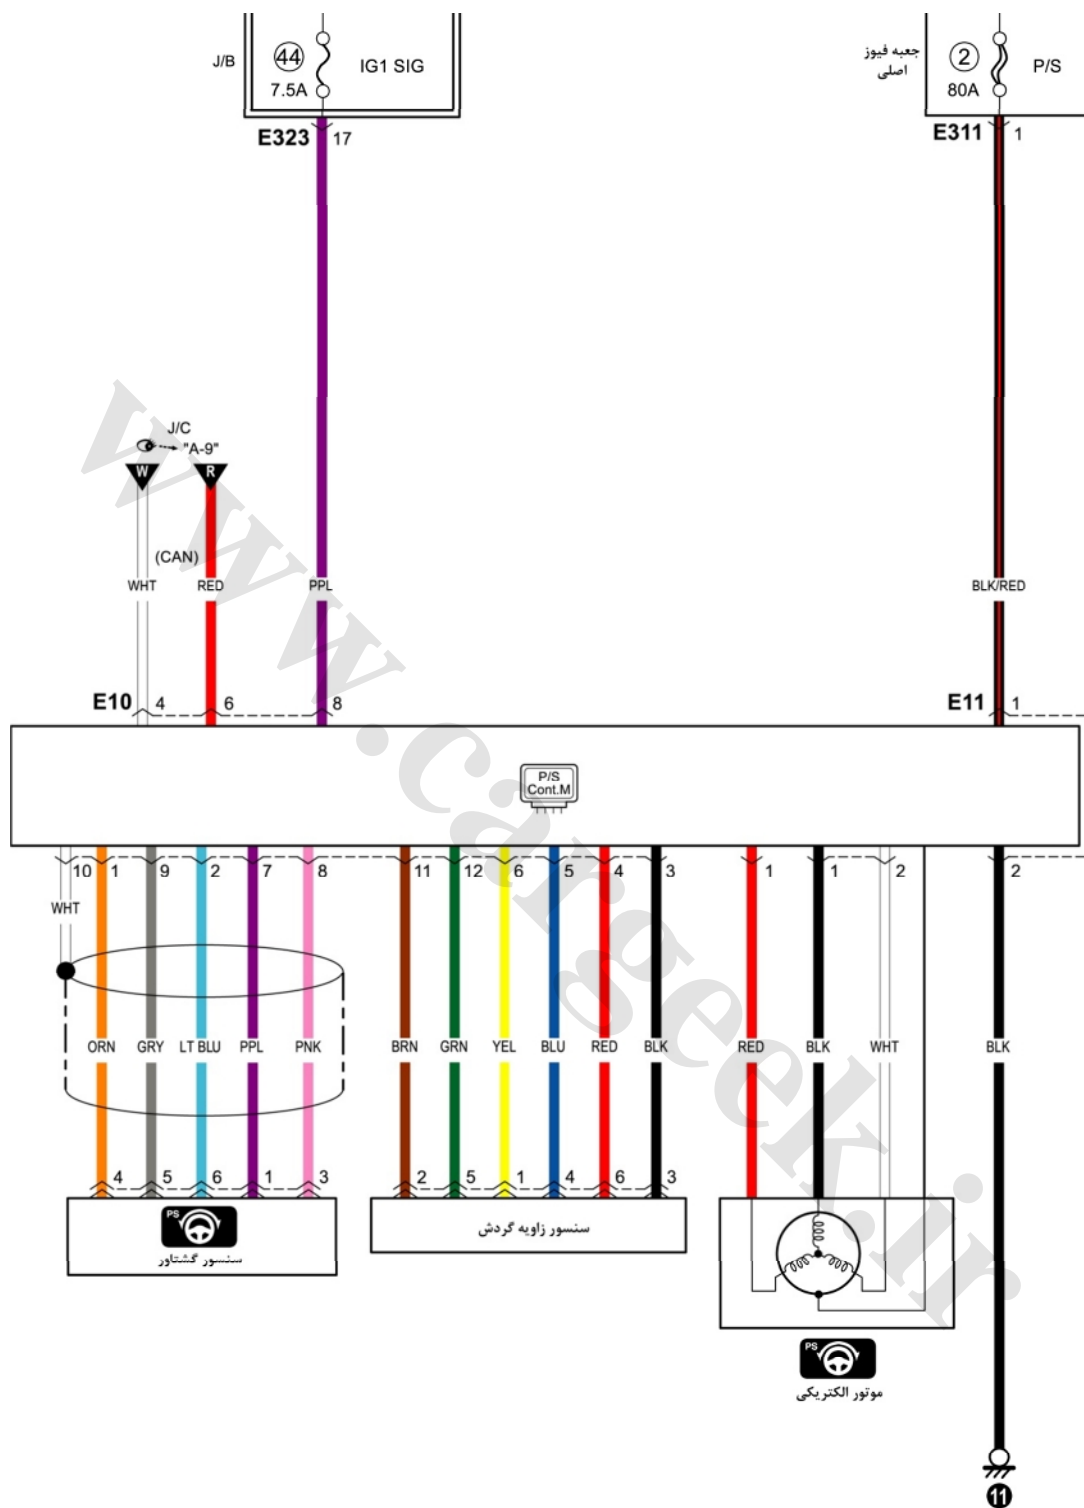 J/B
44
7.5A
IG1 SIG
جعبه فیوز
اصلی
2
80A
P/S
E323 17
E311 1
J/C
"A-9"
W
R
(CAN)
WHT
RED
PPL
BLK/RED
E10 4
6
8
E11 1
P/S
Cont.M
10
1
9
2
7
8
11
12
6
5
4
3
1
1
2
2
WHT
ORN
GRY
LT BLU
PPL
PNK
BRN
GRN
YEL
BLU
RED
BLK
RED
BLK
WHT
BLK
4
5
6
1
3
2
5
1
4
6
3
PS
سنسور گشتاور
سنسور زاویه گردش
PS
موتور الکتریکی
11
www.cargeek.ir